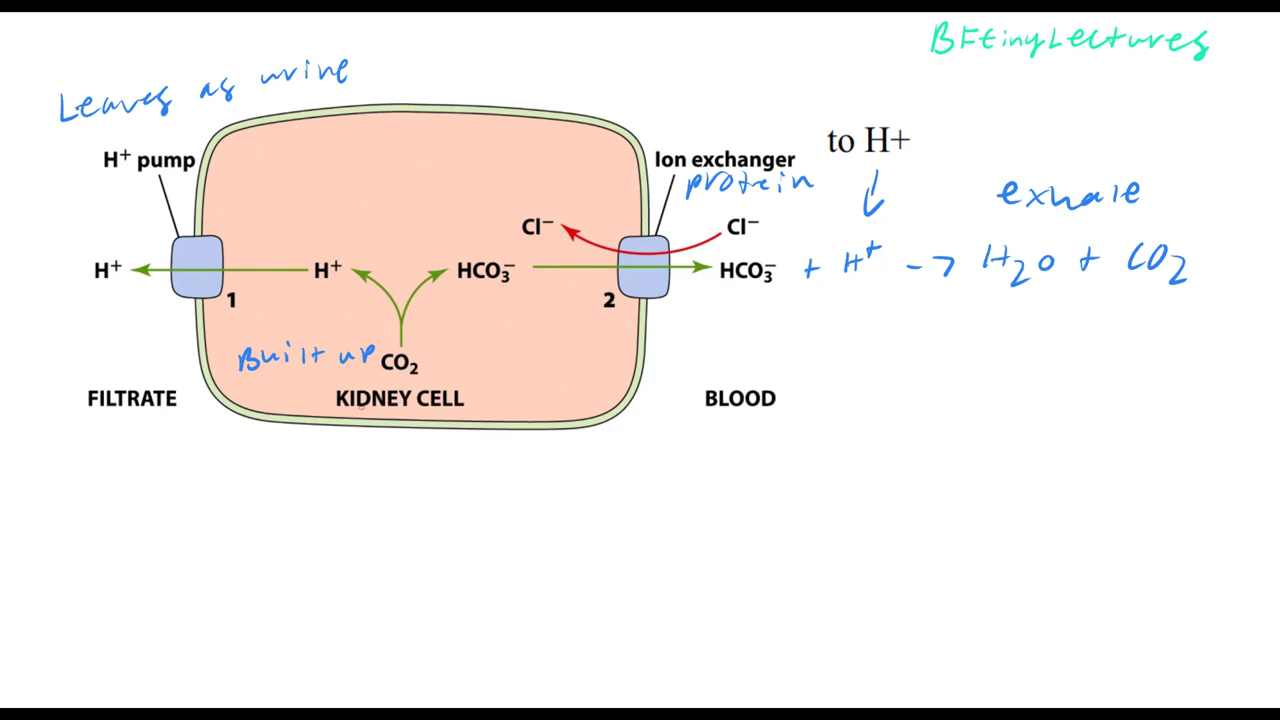 BFtinyLectures
Leaves as urine
H+ pump
Ion exchanger
to H+
protein
exhale
Cl−
Cl−
H+
H+
HCO3−
HCO3− + H+ -> H2O + CO2
1
2
Built up CO2
FILTRATE
KIDNEY CELL
BLOOD